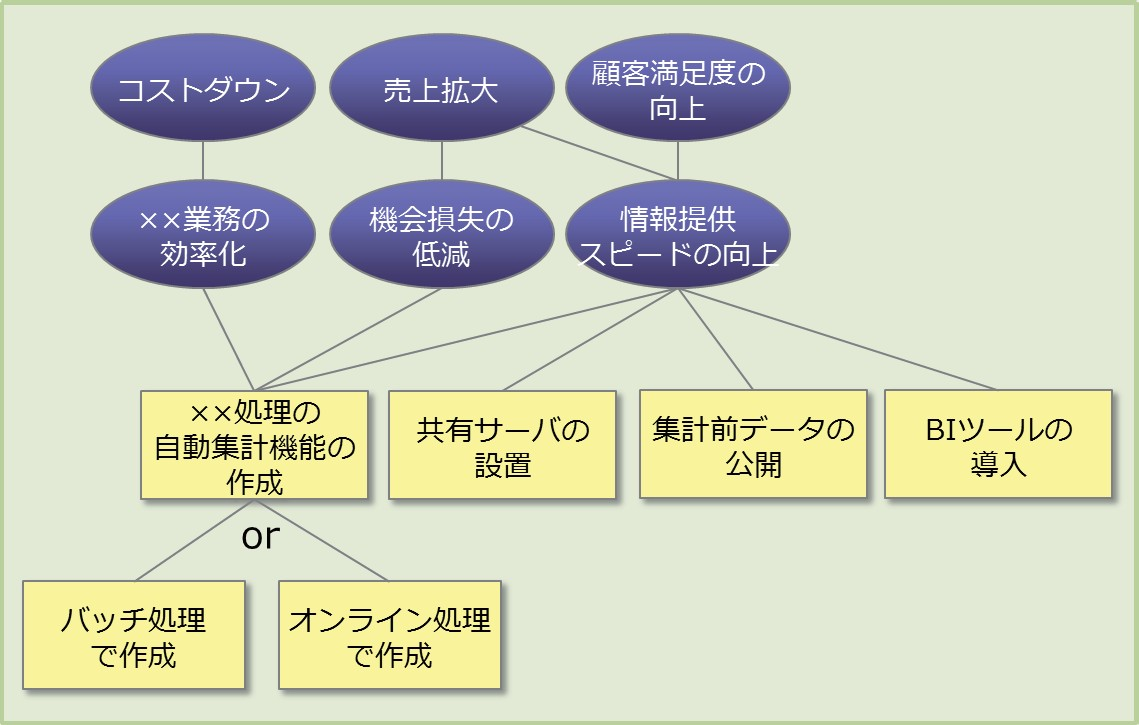 コストダウン
売上拡大
顧客満足度の
向上
××業務の
効率化
機会損失の
低減
情報提供
スピードの向上
××処理の
自動集計機能の
作成
共有サーバの
設置
集計前データの
公開
BIツールの
導入
or
バッチ処理
で作成
オンライン処理
で作成